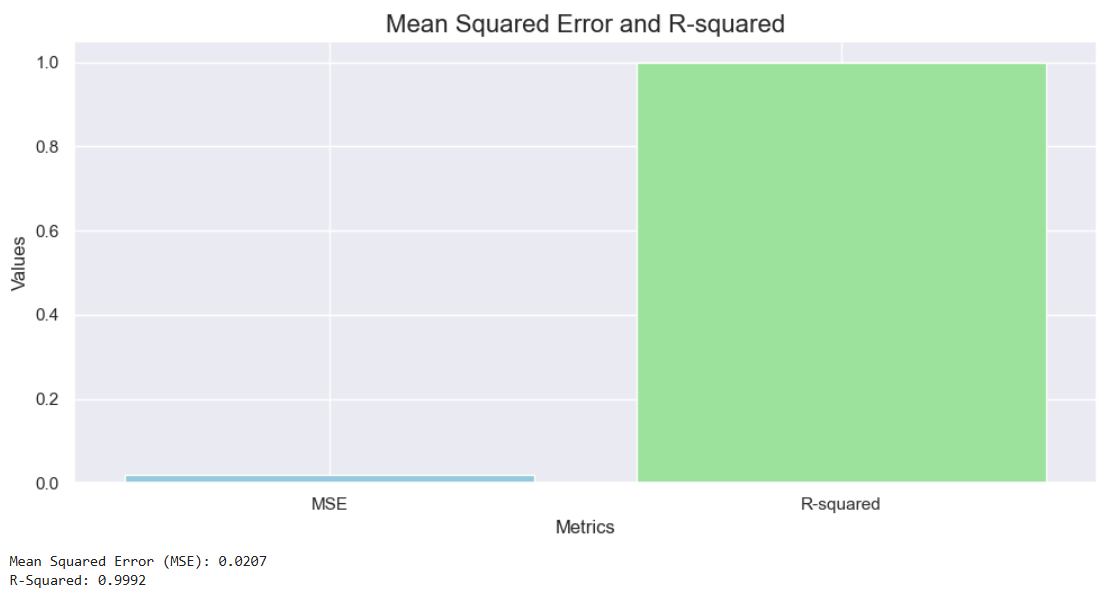 Mean Squared Error and R-squared
1.0
0.8
0.6
0.4
0.2
0.0
Values
MSE
R-squared
Metrics
Mean Squared Error (MSE): 0.0207
R-Squared: 0.9992